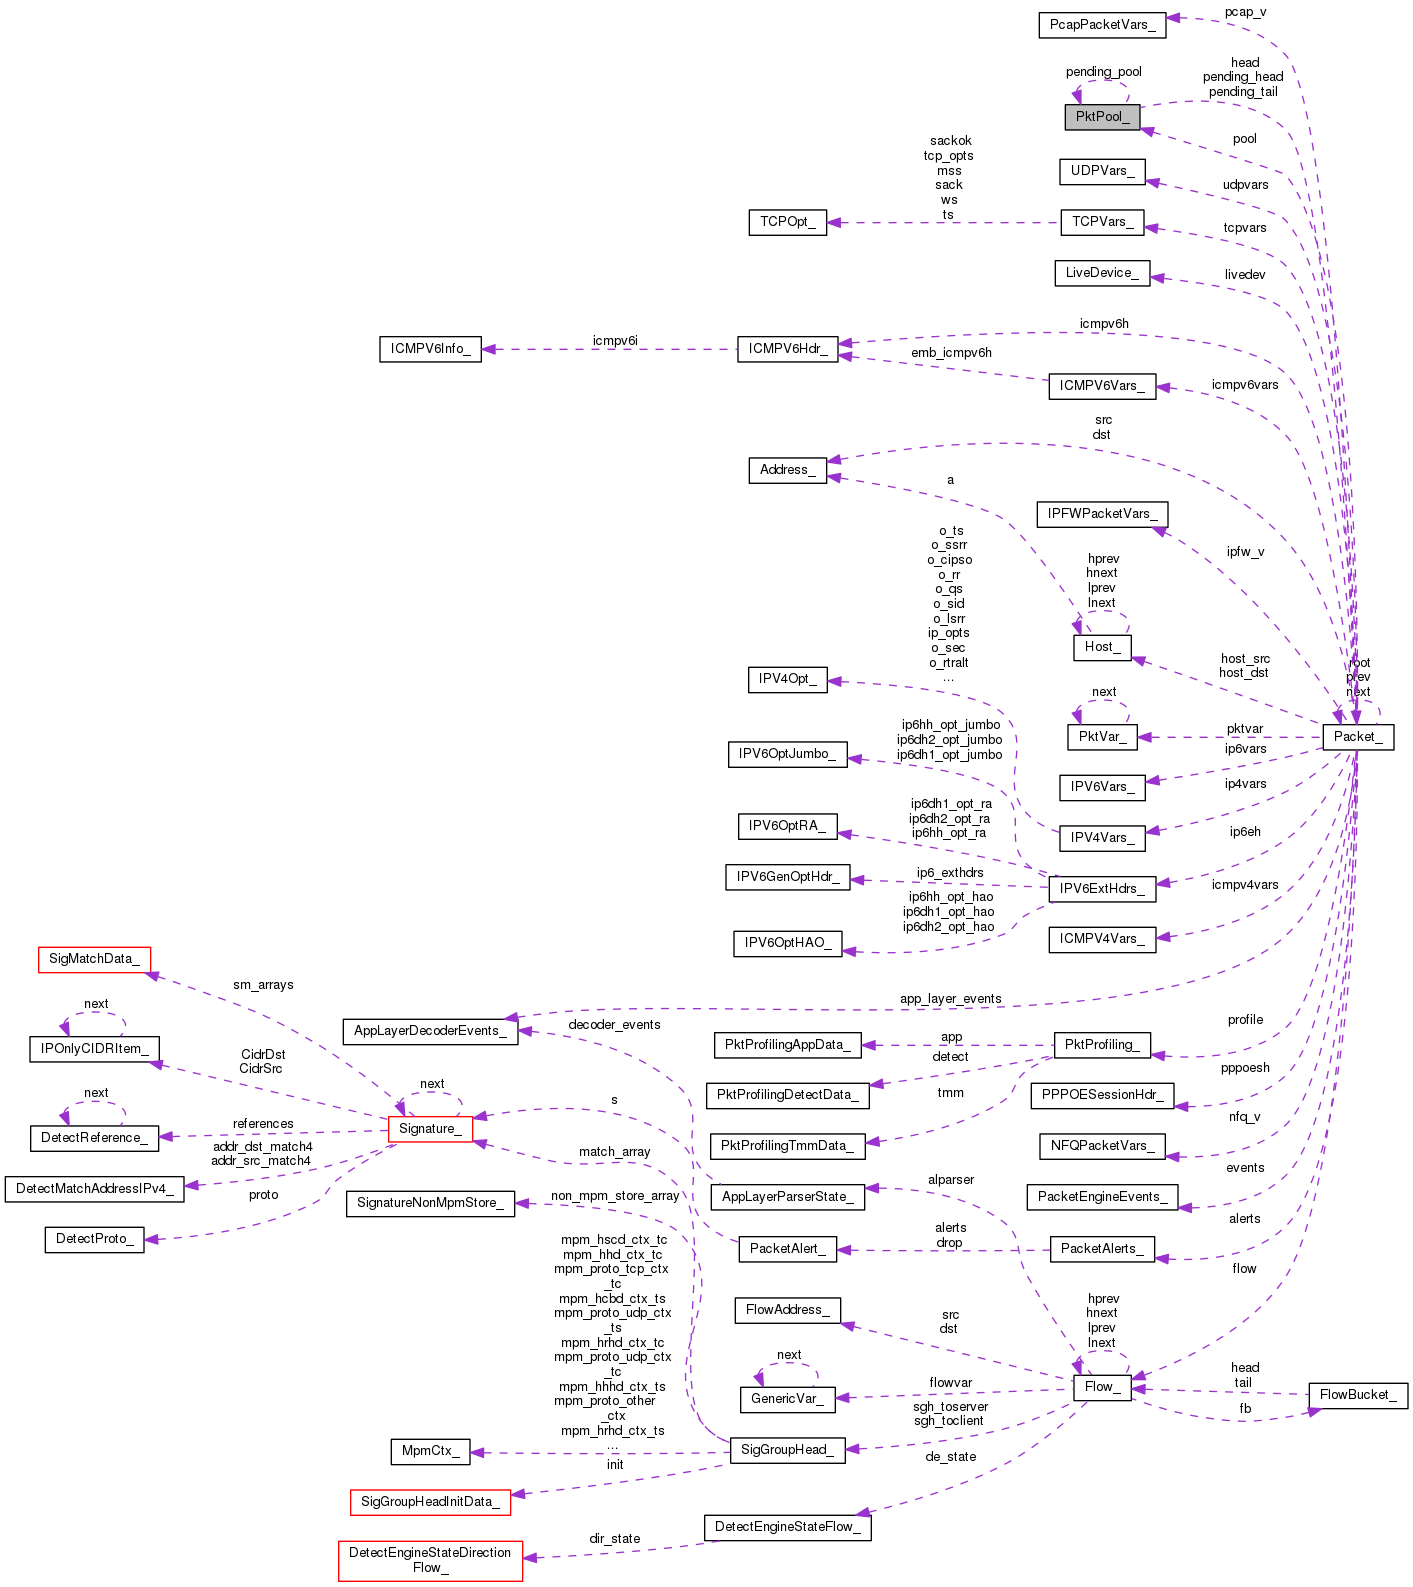 pcap_v
PcapPacketVars_
head
pending_head
pending_tail
pending_pool
PktPool_
pool
sackok
tcp_opts
mss
sack
ws
ts
UDPVars_
udpvars
TCPOpt_
TCPVars_
tcpvars
LiveDevice_
livedev
icmpv6h
ICMPV6Info_
icmpv6i
ICMPV6Hdr_
emb_icmpv6h
ICMPV6Vars_
icmpv6vars
src
dst
Address_
a
IPFWPacketVars_
ipfw_v
o_ts
o_ssrr
o_cipso
o_rr
o_qs
o_sid
o_lsrr
ip_opts
o_sec
o_rtralt
...
hprev
hnext
lprev
lnext
Host_
host_src
host_dst
root
prev
next
Packet_
IPV4Opt_
next
PktVar_
pktvar
ip6hh_opt_jumbo
ip6dh2_opt_jumbo
ip6dh1_opt_jumbo
IPV6OptJumbo_
ip6vars
IPV6Vars_
ip4vars
ip6dh1_opt_ra
ip6dh2_opt_ra
ip6hh_opt_ra
IPV6OptRA_
IPV4Vars_
ip6eh
IPV6GenOptHdr_
ip6_exthdrs
IPV6ExtHdrs_
icmpv4vars
ip6hh_opt_hao
ip6dh1_opt_hao
ip6dh2_opt_hao
IPV6OptHAO_
ICMPV4Vars_
SigMatchData_
sm_arrays
app_layer_events
next
IPOnlyCIDRItem_
AppLayerDecoderEvents_
decoder_events
PktProfilingAppData_
app
PktProfiling_
profile
CidrDst
CidrSrc
detect
pppoesh
next
next
s
PktProfilingDetectData_
tmm
PPPOESessionHdr_
nfq_v
DetectReference_
references
Signature_
addr_dst_match4
addr_src_match4
match_array
PktProfilingTmmData_
NFQPacketVars_
events
DetectMatchAddressIPv4_
proto
SignatureNonMpmStore_
non_mpm_store_array
AppLayerParserState_
alparser
PacketEngineEvents_
alerts
DetectProto_
PacketAlert_
alerts
drop
PacketAlerts_
flow
mpm_hscd_ctx_tc
mpm_hhd_ctx_tc
mpm_proto_tcp_ctx
_tc
mpm_hcbd_ctx_ts
mpm_proto_udp_ctx
_ts
mpm_hrhd_ctx_tc
mpm_proto_udp_ctx
_tc
mpm_hhhd_ctx_ts
mpm_proto_other
_ctx
mpm_hrhd_ctx_ts
...
FlowAddress_
src
dst
hprev
hnext
lprev
lnext
next
GenericVar_
flowvar
Flow_
head
tail
fb
FlowBucket_
sgh_toserver
sgh_toclient
MpmCtx_
SigGroupHead_
init
de_state
SigGroupHeadInitData_
DetectEngineStateFlow_
dir_state
DetectEngineStateDirection
Flow_